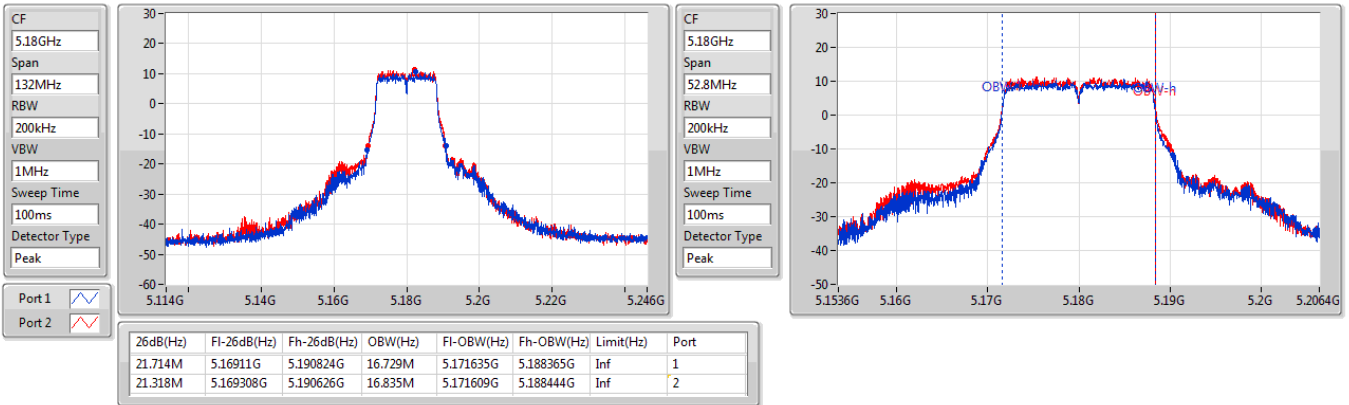 CF
5.18GHz
Span
132MHz
RBW
200kHz
VBW
1MHz
Sweep Time
100ms
Detector Type
Peak
Port 1
Port 2
30
20
10
0
-10
-20
-30
-40
-50
-60
5.114G 5.14G 5.16G 5.18G 5.2G 5.22G 5.246G
CF
5.18GHz
Span
52.8MHz
RBW
200kHz
VBW
1MHz
Sweep Time
100ms
Detector Type
Peak
30
20
10
0
-10
-20
-30
-40
-50
5.1536G 5.16G 5.17G 5.18G 5.19G 5.2G 5.2064G
26dB(Hz) Fl-26dB(Hz) Fh-26dB(Hz) OBW(Hz) Fl-OBW(Hz) Fh-OBW(Hz) Limit(Hz) Port
21.714M 5.16911G 5.190824G 16.729M 5.171635G 5.188365G Inf 1
21.318M 5.169308G 5.190626G 16.835M 5.171609G 5.188444G Inf 2